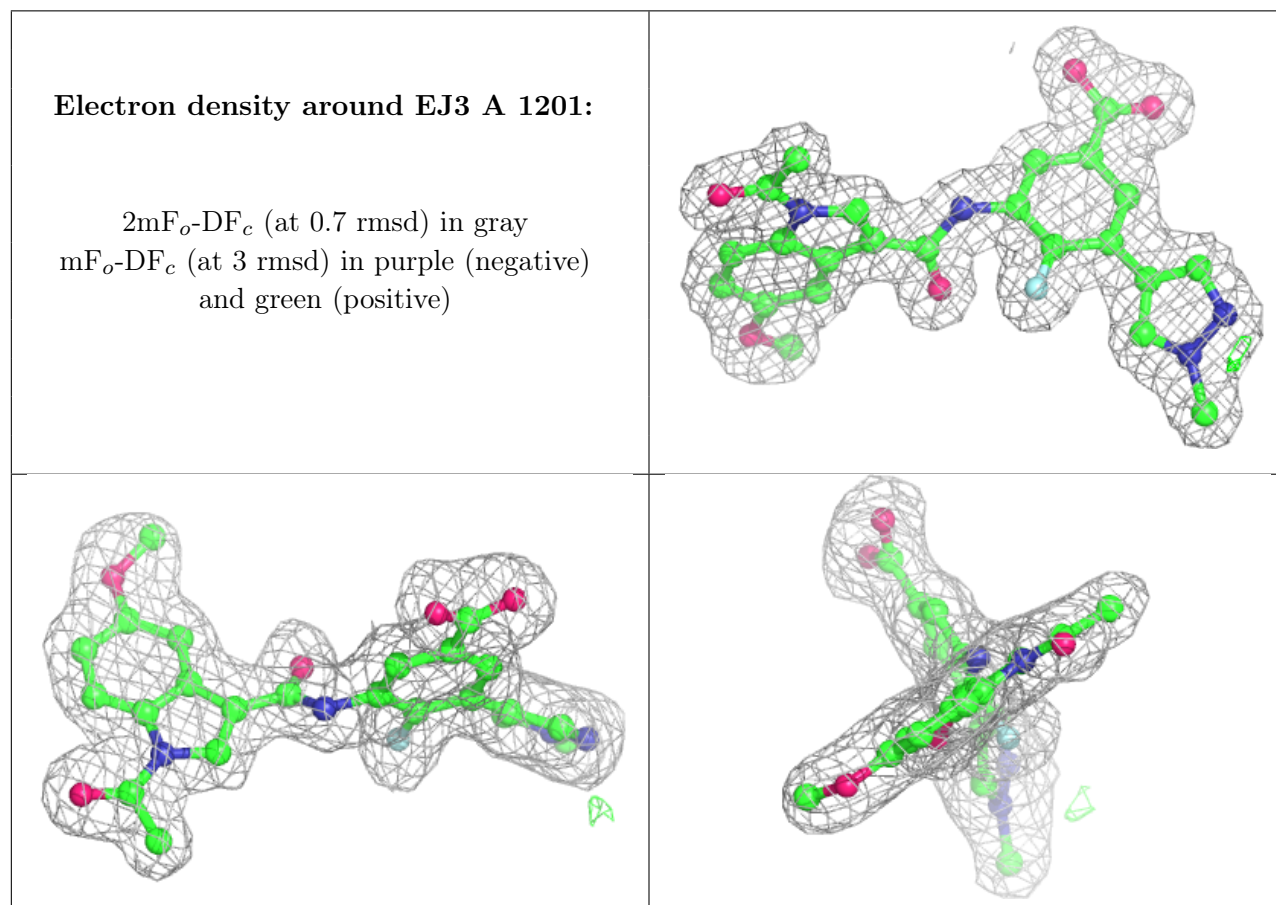 Electron density around EJ3 A 1201:
2mFo-DFc (at 0.7 rmsd) in gray
mFo-DFc (at 3 rmsd) in purple (negative)
and green (positive)